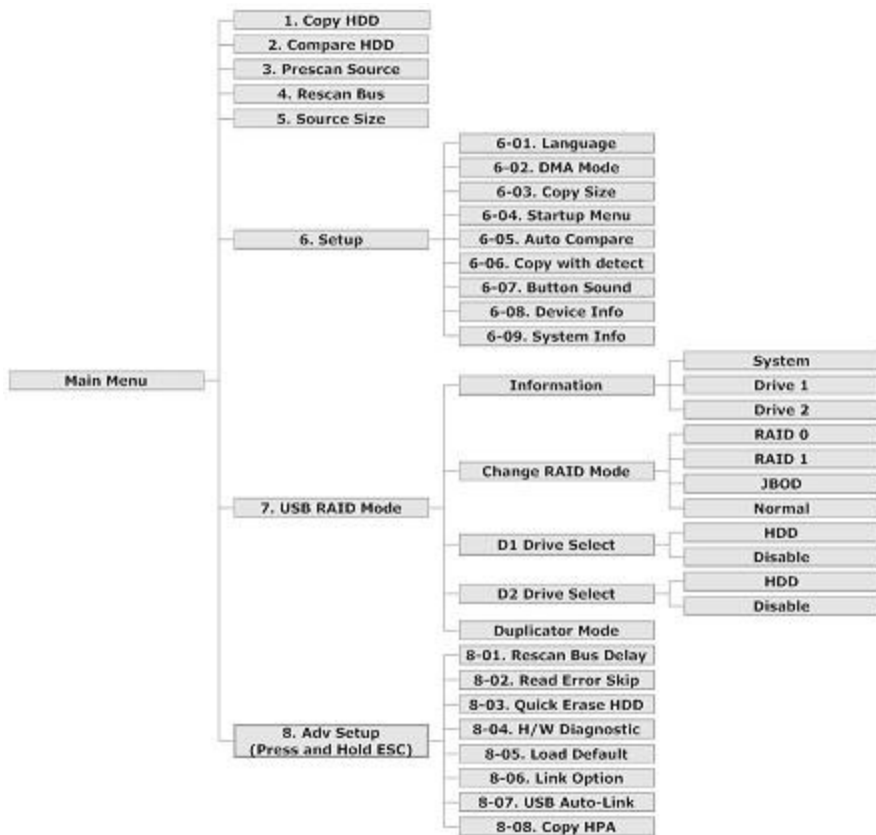 Main Menu
1. Copy HDD
2. Compare HDD
3. Prescan Source
4. Rescan Bus
5. Source Size
6. Setup
6-01. Language
6-02. DMA Mode
6-03. Copy Size
6-04. Startup Menu
6-05. Auto Compare
6-06. Copy with detect
6-07. Button Sound
6-08. Device Info
6-09. System Info
7. USB RAID Mode
Information
System
Drive 1
Drive 2
Change RAID Mode
RAID 0
RAID 1
JBOD
Normal
D1 Drive Select
HDD
Disable
D2 Drive Select
HDD
Disable
Duplicator Mode
8. Adv Setup
(Press and Hold ESC)
8-01. Rescan Bus Delay
8-02. Read Error Skip
8-03. Quick Erase HDD
8-04. H/W Diagnostic
8-05. Load Default
8-06. Link Option
8-07. USB Auto-Link
8-08. Copy HPA